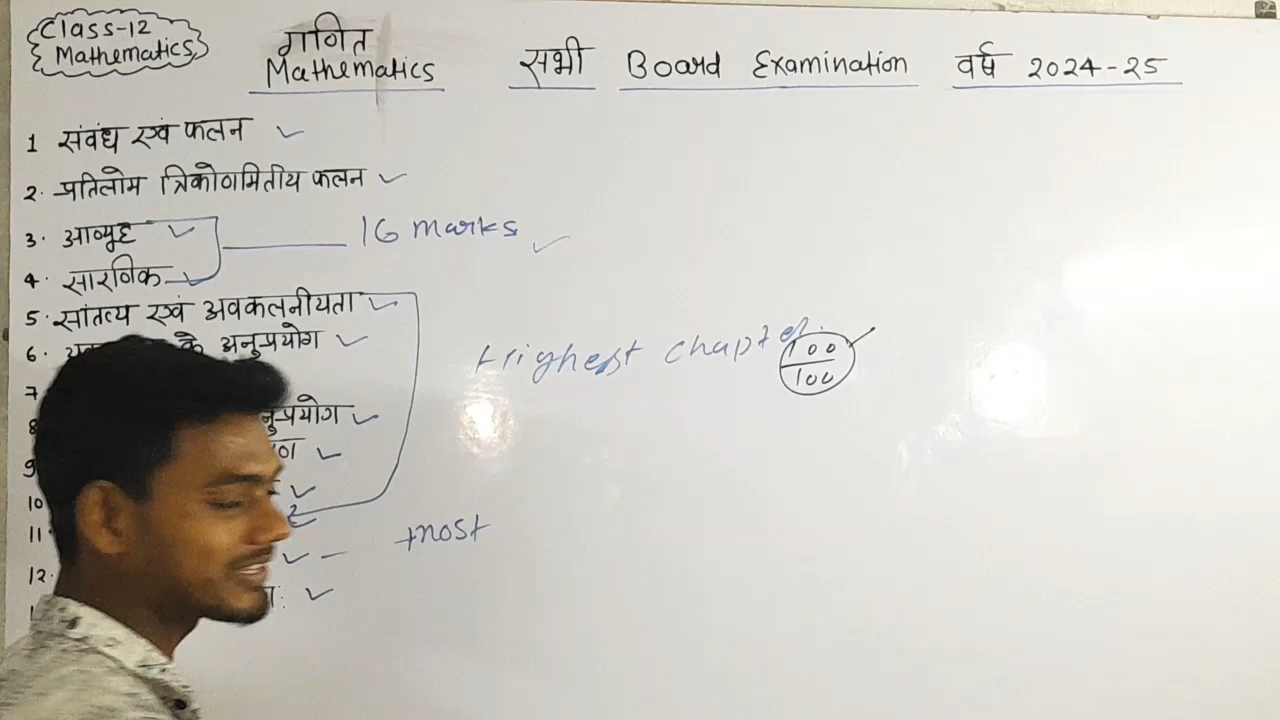 Class-12
Mathematics
गणित
Mathematics
सभी Board Examination वर्ष 2024-25
1 संबंध एवं फलन
2. प्रतिलोम त्रिकोणमितीय फलन
3. आव्यूह
16 marks
4. सारणिक
5. सांतत्य एवं अवकलनीयता
6. के अनुप्रयोग
Highest chapter.
100
100
7
8 नुप्रयोग
9 रण
10
11.
most
12.